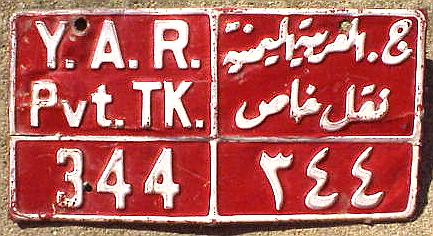 Y. A. R.
Pvt. TK.
344
ج. العربية اليمنية
نقل خاص
٣٤٤